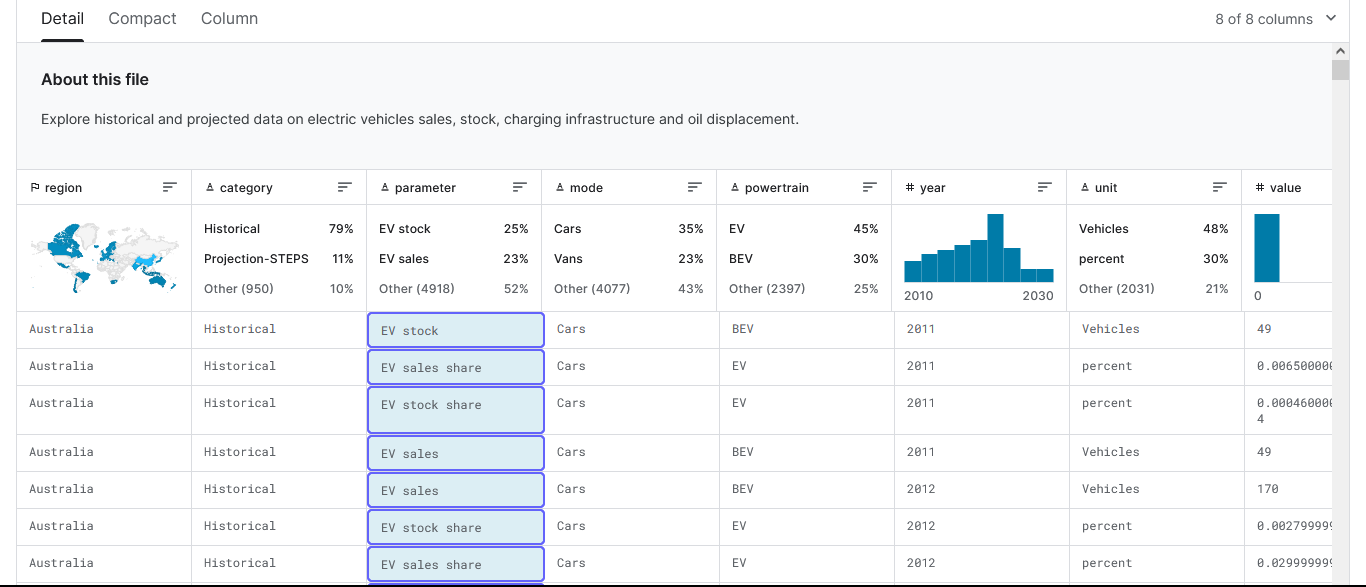 Detail Compact Column 8 of 8 columns
About this file
Explore historical and projected data on electric vehicles sales, stock, charging infrastructure and oil displacement.
region category parameter mode powertrain # year unit # value
Historical 79% EV stock 25% Cars 35% EV 45% Vehicles 48%
Projection-STEPS 11% EV sales 23% Vans 23% BEV 30% percent 30%
Other (950) 10% Other (4918) 52% Other (4077) 43% Other (2397) 25% 2010 2030 Other (2031) 21% 0
Australia Historical EV stock Cars BEV 2011 Vehicles 49
Australia Historical EV sales share Cars EV 2011 percent 0.00650000
Australia Historical EV stock share Cars EV 2011 percent 0.00046000
4
Australia Historical EV sales Cars BEV 2011 Vehicles 49
Australia Historical EV sales Cars BEV 2012 Vehicles 170
Australia Historical EV stock share Cars EV 2012 percent 0.00279999
Australia Historical EV sales share Cars EV 2012 percent 0.02999999